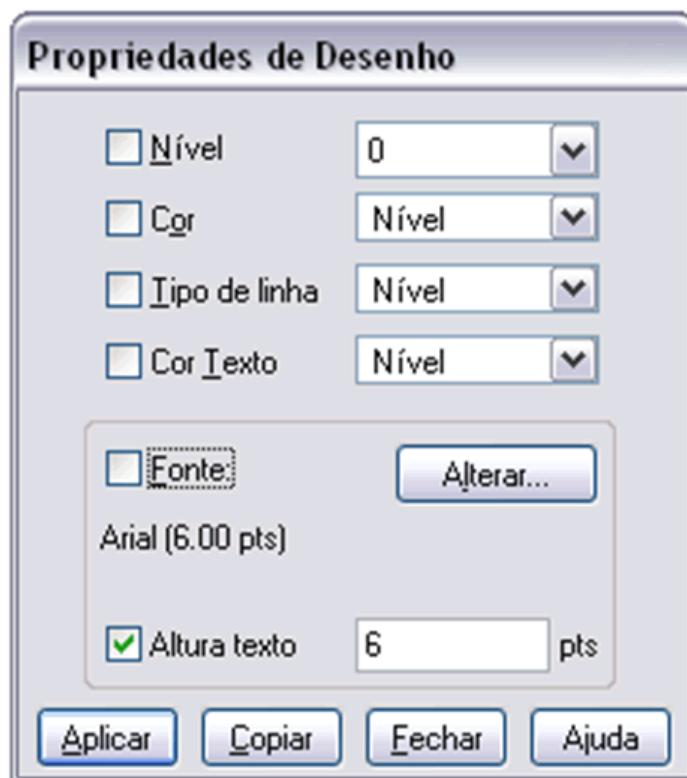 Propriedades de Desenho
Nível 0
Cor Nível
Tipo de linha Nível
Cor Texto Nível
Fonte: Alterar...
Arial (6.00 pts)
Altura texto 6 pts
Aplicar Copiar Fechar Ajuda